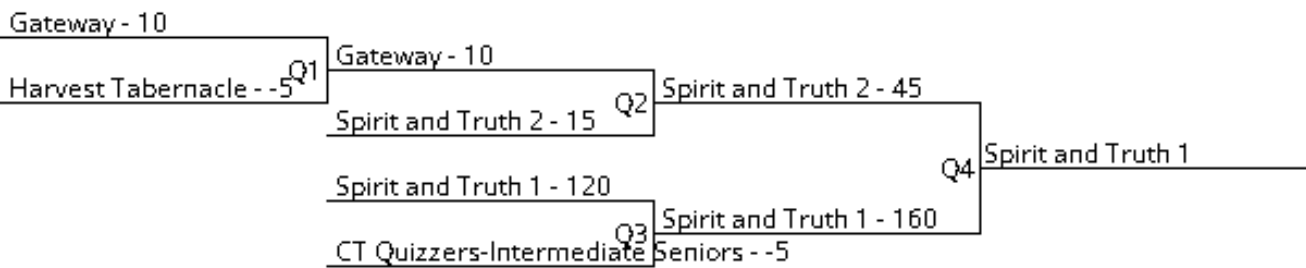 Gateway - 10
Harvest Tabernacle - -5
Q1
Gateway - 10
Spirit and Truth 2 - 15
Q2
Spirit and Truth 1 - 120
CT Quizzers-Intermediate Seniors - -5
Q3
Spirit and Truth 2 - 45
Spirit and Truth 1 - 160
Q4
Spirit and Truth 1